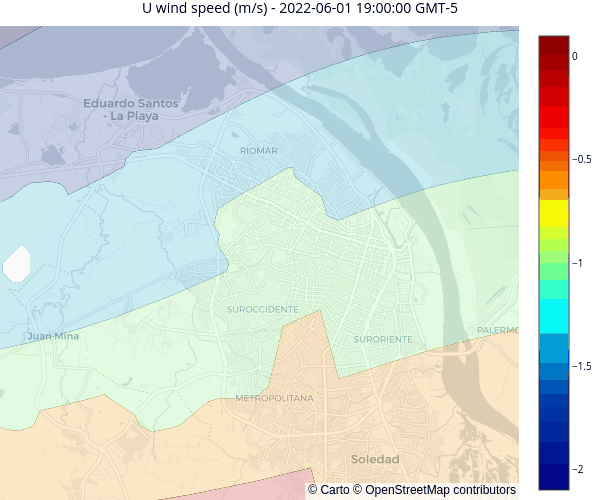 U wind speed (m/s) - 2022-06-01 19:00:00 GMT-5
0
−0.5
−1
−1.5
−2
Eduardo Santos
- La Playa
RIOMAR
SUROCCIDENTE
PALERMO
Juan Mina
SURORIENTE
METROPOLITANA
Soledad
© Carto © OpenStreetMap contributors